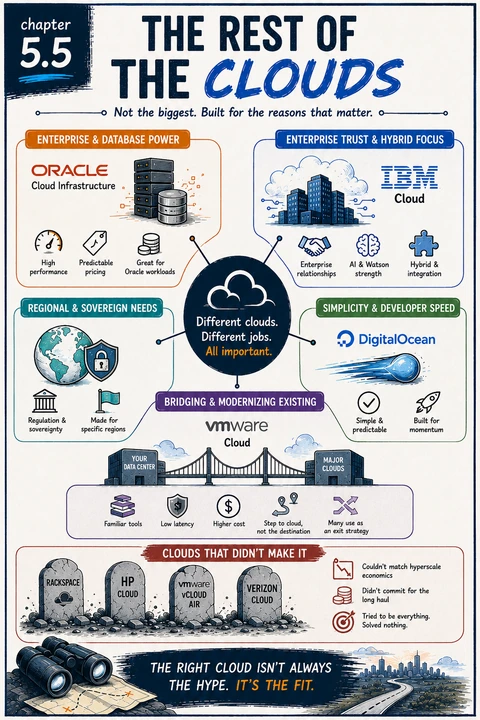 chapter
5.5
THE REST OF
THE CLOUDS
Not the biggest. Built for the reasons that matter.
ENTERPRISE & DATABASE POWER
ORACLE
Cloud Infrastructure
High
performance
Predictable
pricing
Great for
Oracle workloads
ENTERPRISE TRUST & HYBRID FOCUS
IBM
Cloud
Enterprise
relationships
AI & Watson
strength
Hybrid &
integration
Different clouds.
Different jobs.
All important.
REGIONAL & SOVEREIGN NEEDS
Regulation &
sovereignty
Made for
specific regions
SIMPLICITY & DEVELOPER SPEED
DigitalOcean
Simple &
predictable
Built for
momentum
BRIDGING & MODERNIZING EXISTING
vmware
Cloud
YOUR
DATA CENTER
MAJOR
CLOUDS
Familiar tools
Low latency
$
Higher cost
Step to cloud,
not the destination
Many use as
an exit strategy
CLOUDS THAT DIDN'T MAKE IT
RACKSPACE
HP
CLOUD
vmware
vCLOUD
AIR
VERIZON
CLOUD
Couldn't match hyperscale
economics
Didn't commit for the
long haul
Tried to be everything.
Solved nothing.
THE RIGHT CLOUD ISN'T ALWAYS
THE HYPE. IT'S THE FIT.